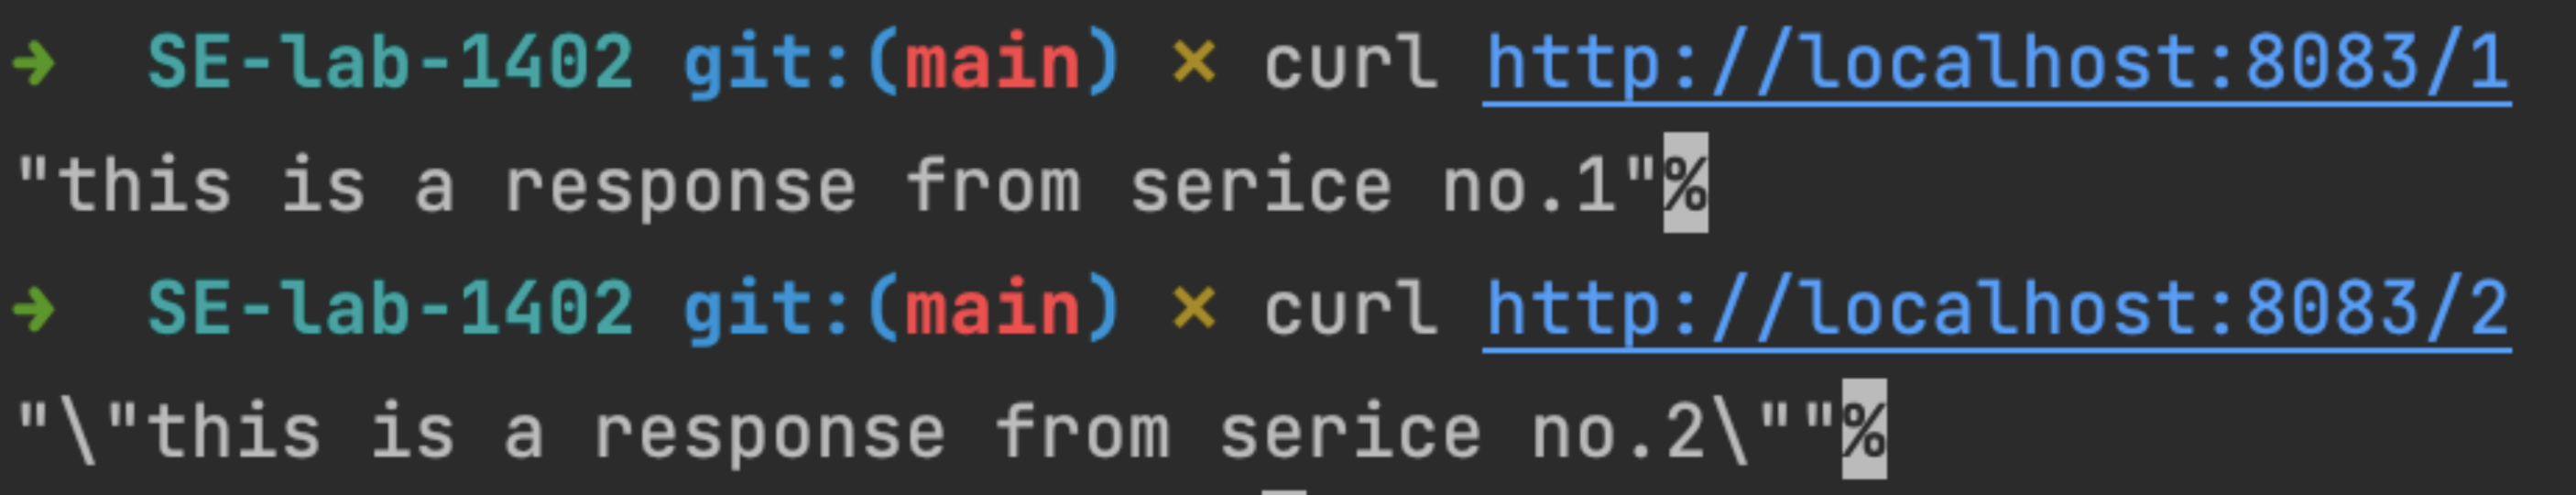 ➜  SE-lab-1402 git:(main) ✗ curl http://localhost:8083/1
"this is a response from serice no.1"%
➜  SE-lab-1402 git:(main) ✗ curl http://localhost:8083/2
"\"this is a response from serice no.2\""%